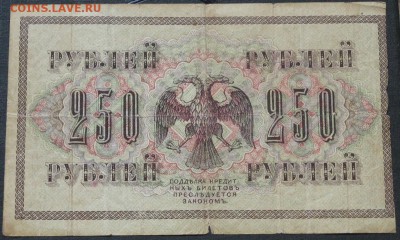 COINS.LAVE.RU
РУБЛЕЙ РУБЛЕЙ
250 250
РУБЛЕЙ РУБЛЕЙ
ПОДДѢЛКА КРЕДИТ-
НЫХЪ БИЛЕТОВЪ
ПРЕСЛѢДУЕТСЯ
ЗАКОНОМЪ.